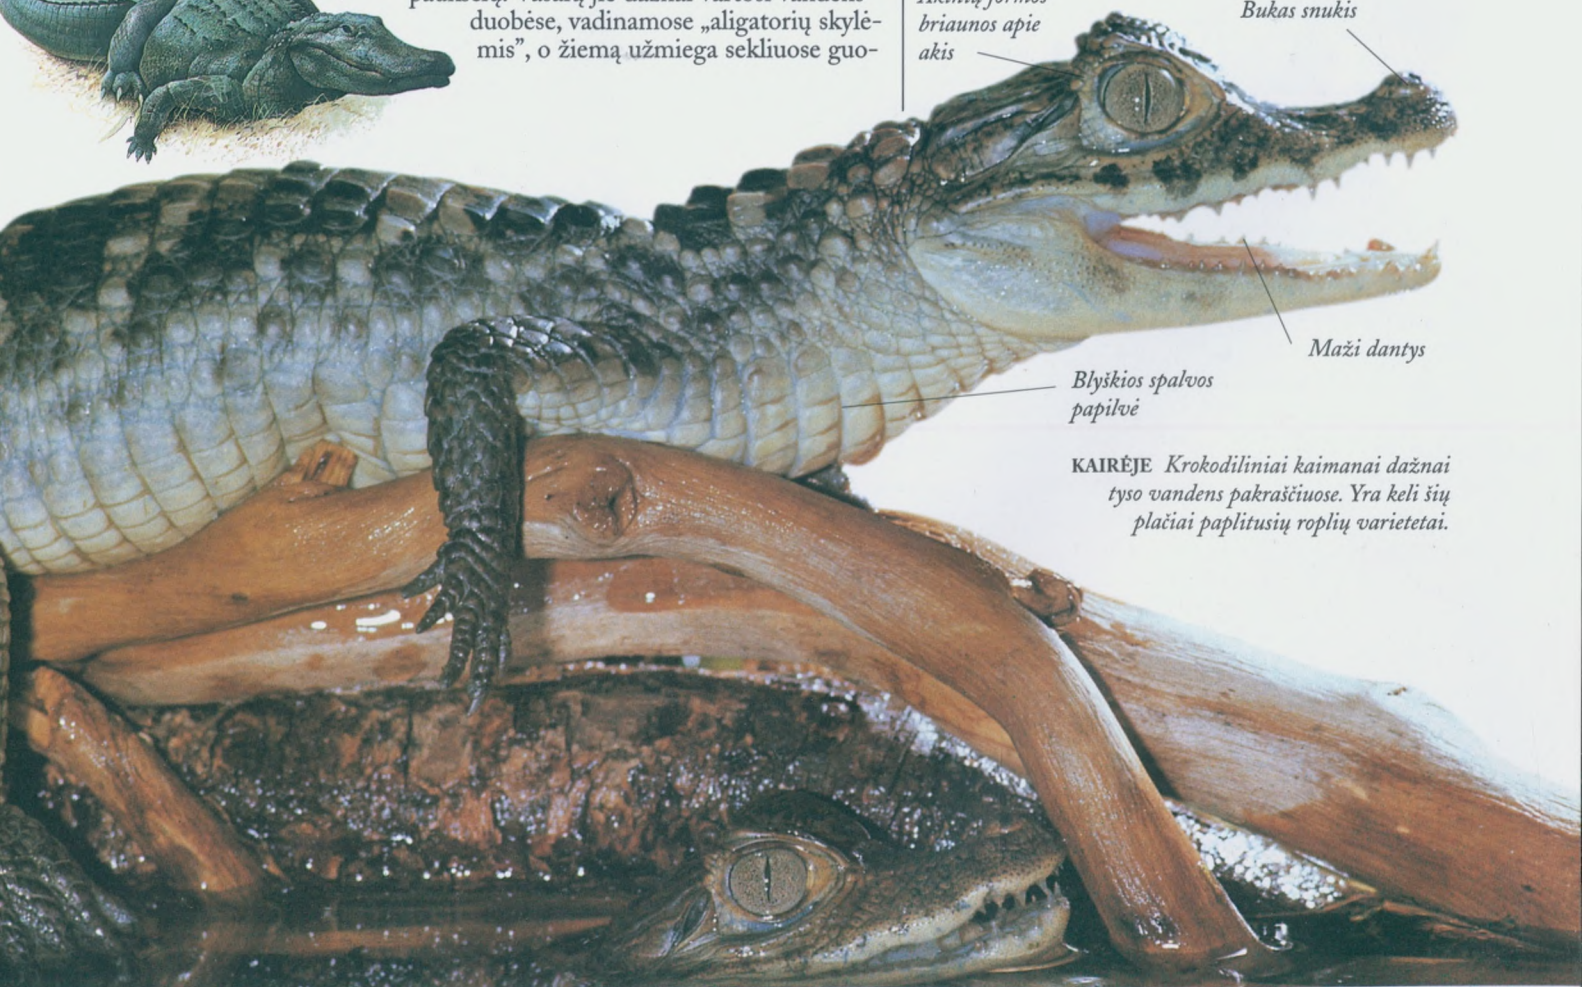 duobėse, vadinamose „aligatorių skylė-
mis”, o žiemą užmiega sekliuose guo-
briaunos apie
akis
Bukas snukis
Maži dantys
Blyškios spalvos
papilvė
KAIRĖJE Krokodiliniai kaimanai dažnai
tyso vandens pakraščiuose. Yra keli šių
plačiai paplitusių roplių varietetai.